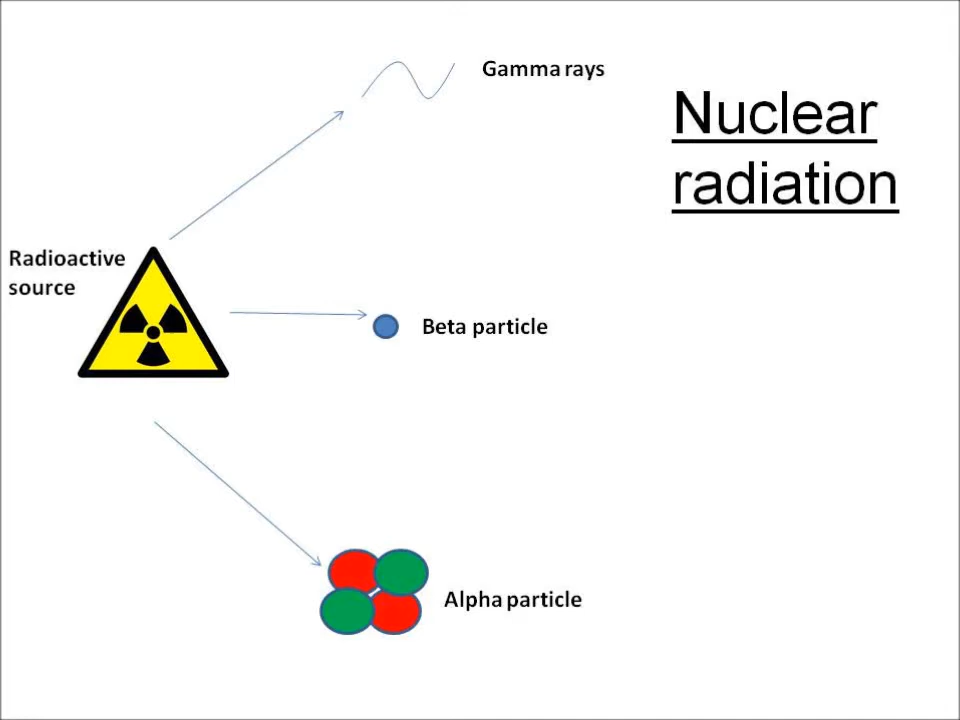 Gamma rays
Nuclear
radiation
Radioactive
source
Beta particle
Alpha particle